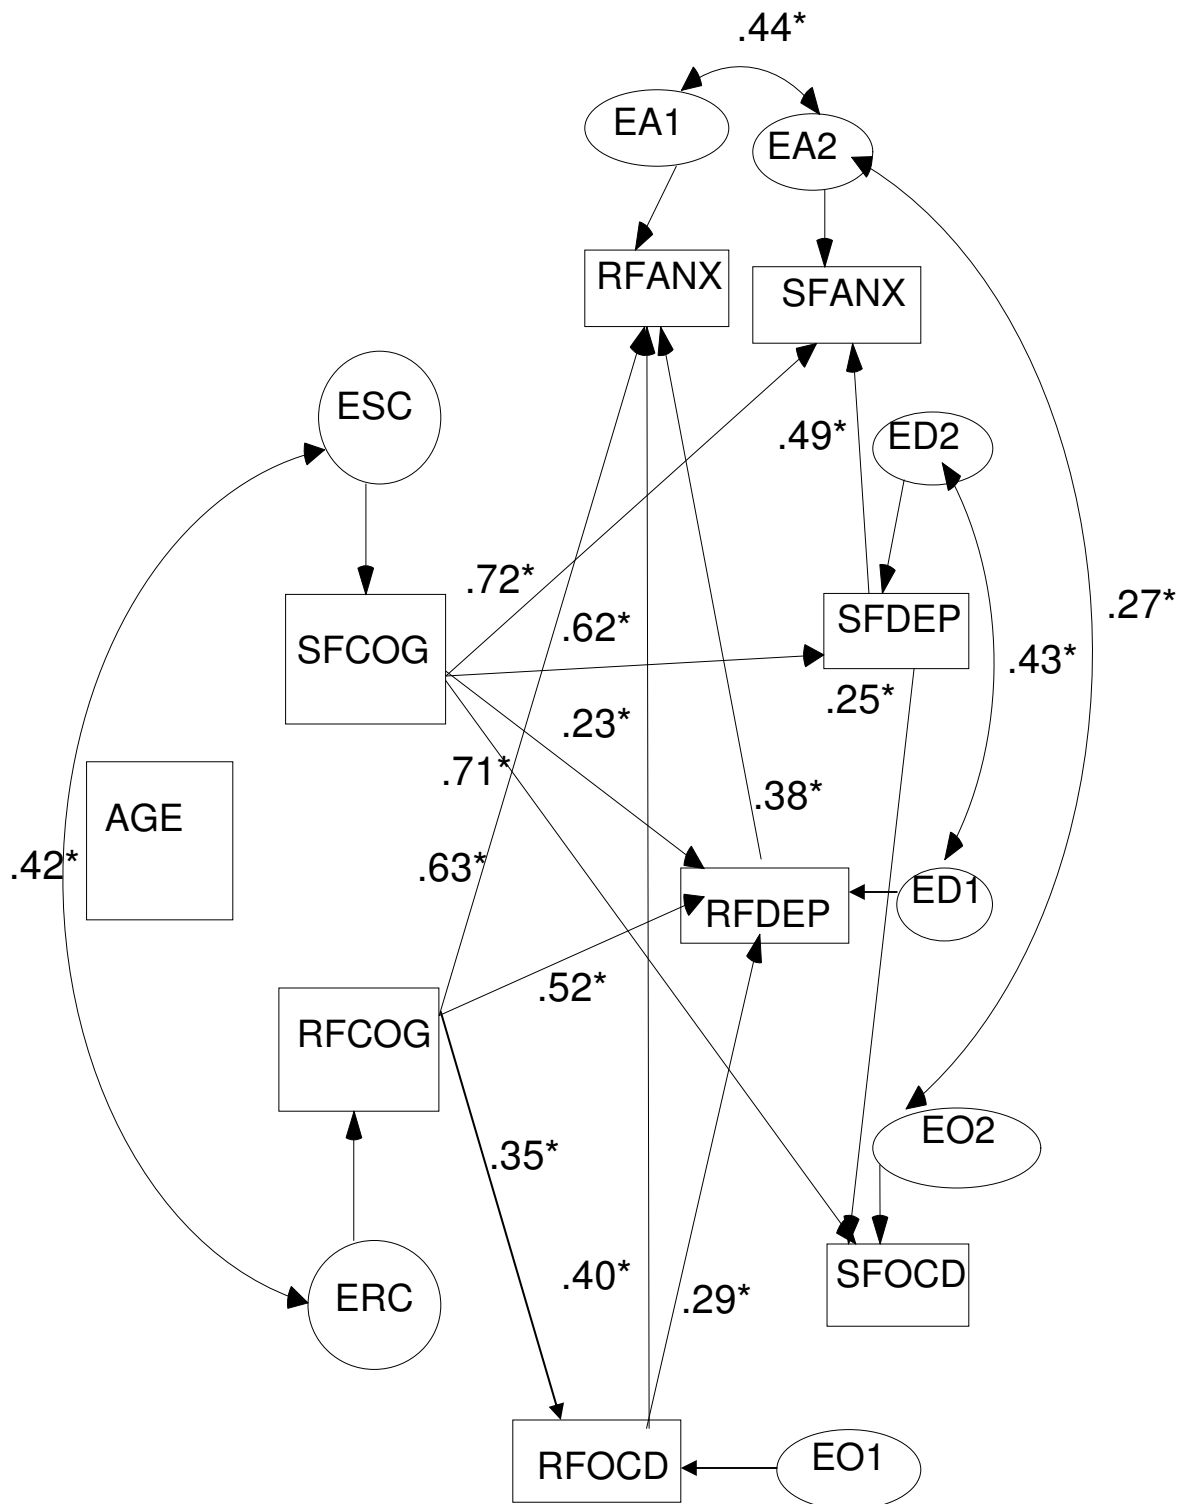 .44*
EA1
EA2
RFANX
SFANX
ESC
.49*
ED2
.72*
.62*
SFDEP
.27*
SFCOG
.43*
.25*
.23*
.71*
.38*
AGE
.42*
.63*
ED1
RFDEP
.52*
RFCOG
EO2
.35*
.40*
SFOCD
ERC
.29*
RFOCD
EO1